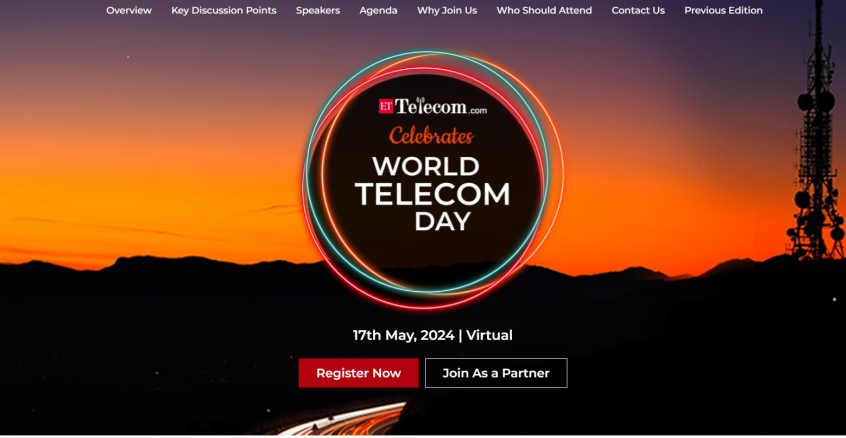 Overview Key Discussion Points Speakers Agenda Why Join Us Who Should Attend Contact Us Previous Edition
ET Telecom.com
Celebrates
WORLD
TELECOM
DAY
17th May, 2024 | Virtual
Register Now Join As a Partner